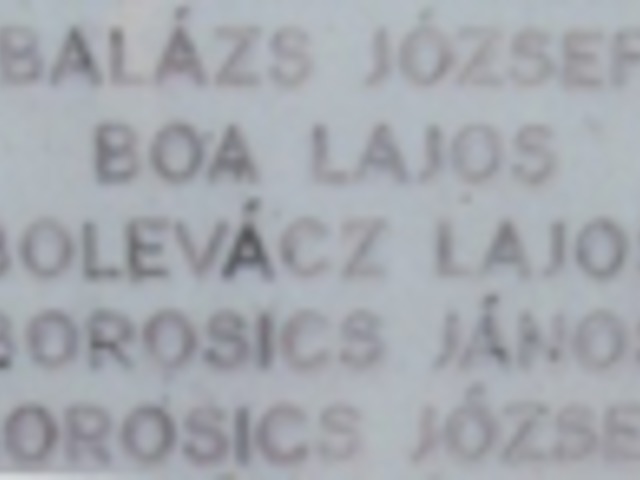 BALÁZS JÓZSEF
BOA LAJOS
BOLEVÁCZ LAJOS
BOROSICS JÁNOS
BOROSICS JÓZSEF